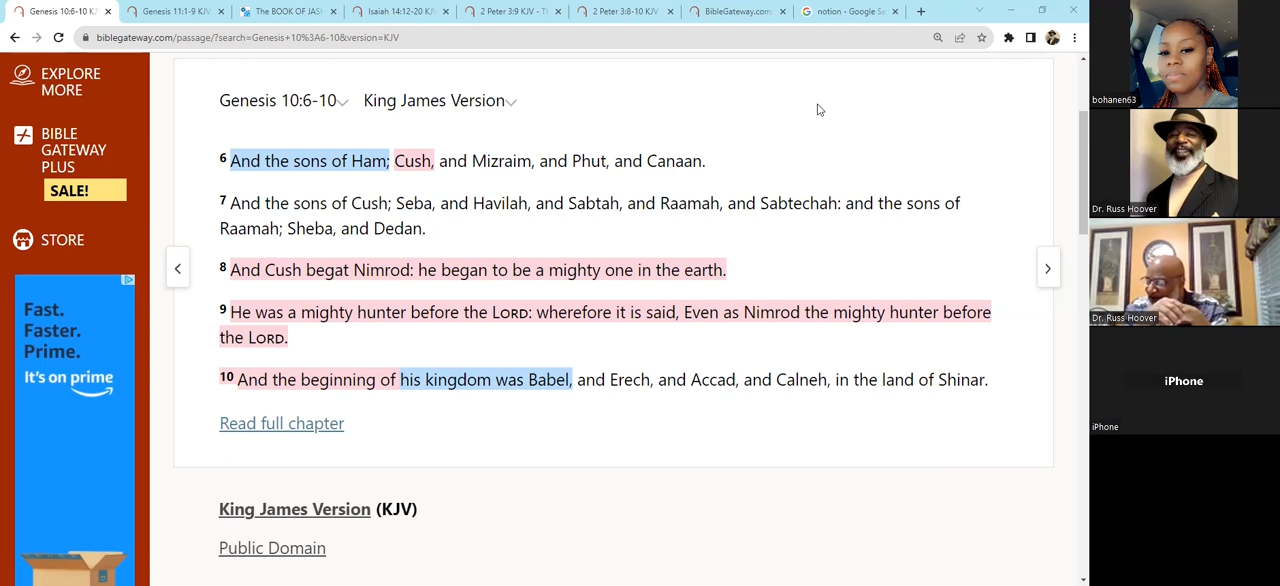 Genesis 10:6-10 KJ
Genesis 11:1-9 KJV
The BOOK OF JAS
Isaiah 14:12-20 KJV
2 Peter 3:9 KJV - T
2 Peter 3:8-10 KJV
BibleGateway.com
notion - Google Se
biblegateway.com/passage/?search=Genesis+10%3A6-10&version=KJV
EXPLORE
MORE
BIBLE
GATEWAY
PLUS
SALE!
STORE
Fast.
Faster.
Prime.
It's on prime
Genesis 10:6-10
King James Version
6 And the sons of Ham; Cush, and Mizraim, and Phut, and Canaan.
7 And the sons of Cush; Seba, and Havilah, and Sabtah, and Raamah, and Sabtechah: and the sons of
Raamah; Sheba, and Dedan.
8 And Cush begat Nimrod: he began to be a mighty one in the earth.
9 He was a mighty hunter before the LORD: wherefore it is said, Even as Nimrod the mighty hunter before
the LORD.
10 And the beginning of his kingdom was Babel, and Erech, and Accad, and Calneh, in the land of Shinar.
Read full chapter
King James Version (KJV)
Public Domain
bohanen63
Dr. Russ Hoover
Dr. Russ Hoover
iPhone
iPhone